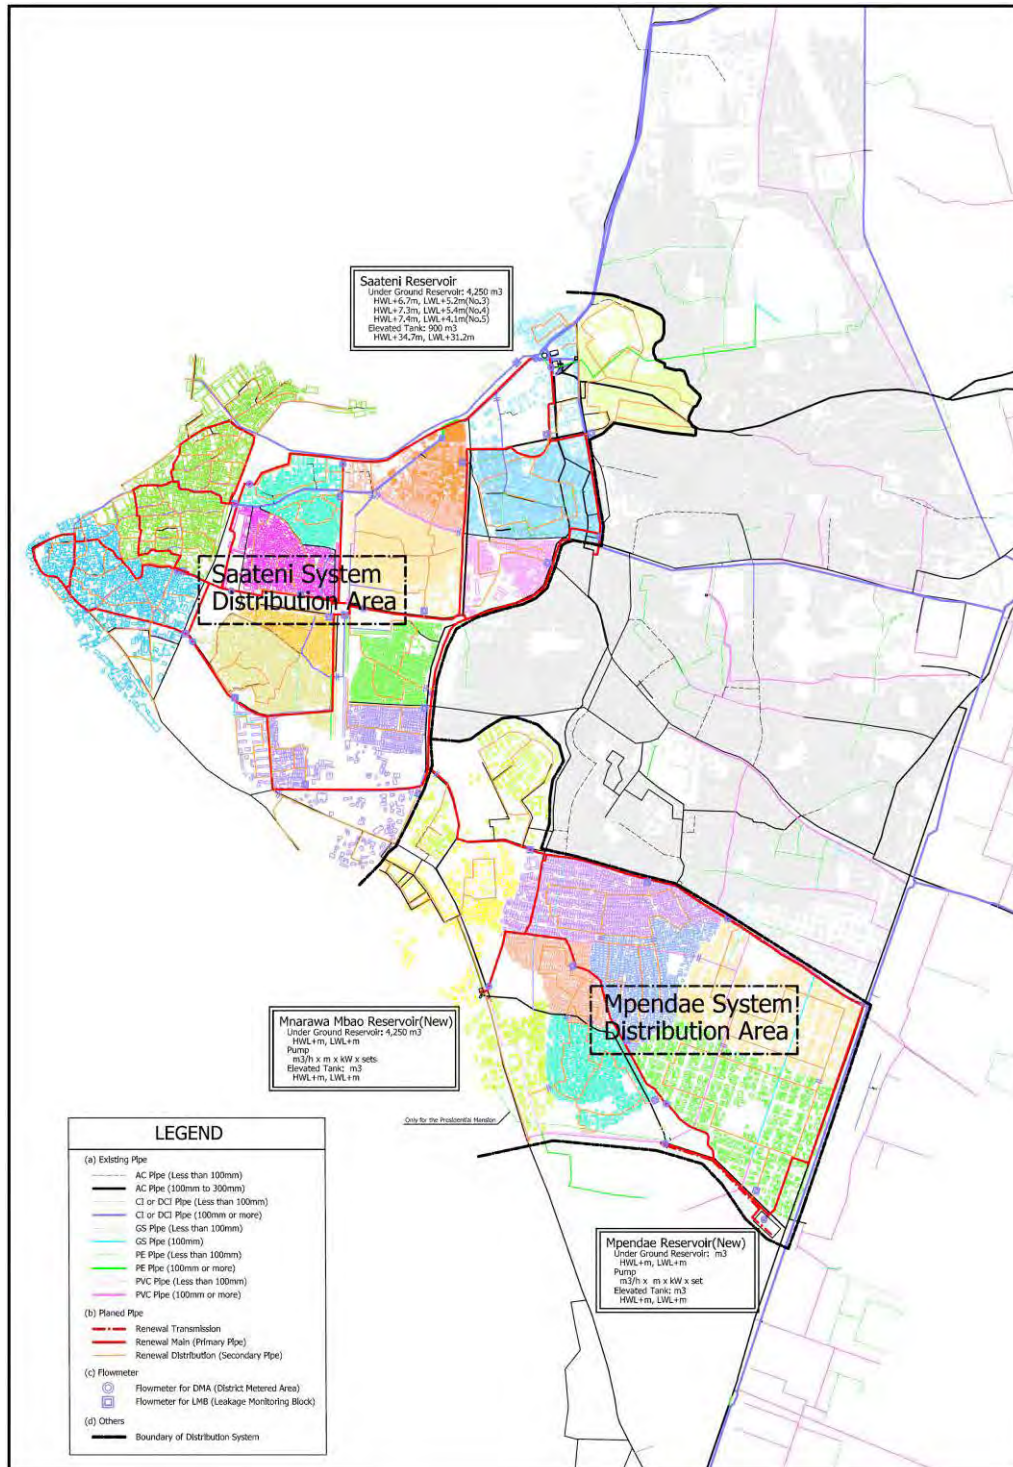 Saateni Reservoir
Under Ground Reservoir: 4,250 m3
HWL+6.7m, LWL+5.2m(No.3)
HWL+7.3m, LWL+5.4m(No.4)
HWL+7.4m, LWL+4.1m(No.5)
Elevated Tank: 900 m3
HWL+34.7m, LWL+31.2m
Saateni System
Distribution Area
Mpendae System
Distribution Area
Mnarawa Mbao Reservoir(New)
Under Ground Reservoir: 4,250 m3
HWL+m, LWL+m
Pump
m3/h x m x kW x sets
Elevated Tank: m3
HWL+m, LWL+m
Only for the Presidential Mansion
LEGEND
(a) Existing Pipe
AC Pipe (Less than 100mm)
AC Pipe (100mm to 300mm)
CI or DCI Pipe (Less than 100mm)
CI or DCI Pipe (100mm or more)
GS Pipe (Less than 100mm)
GS Pipe (100mm)
PE Pipe (Less than 100mm)
PE Pipe (100mm or more)
PVC Pipe (Less than 100mm)
PVC Pipe (100mm or more)
(b) Planed Pipe
Renewal Transmission
Renewal Main (Primary Pipe)
Renewal Distribution (Secondary Pipe)
(c) Flowmeter
Flowmeter for DMA (District Metered Area)
Flowmeter for LMB (Leakage Monitoring Block)
(d) Others
Boundary of Distribution System
Mpendae Reservoir(New)
Under Ground Reservoir: m3
HWL+m, LWL+m
Pump
m3/h x m x kW x set
Elevated Tank: m3
HWL+m, LWL+m